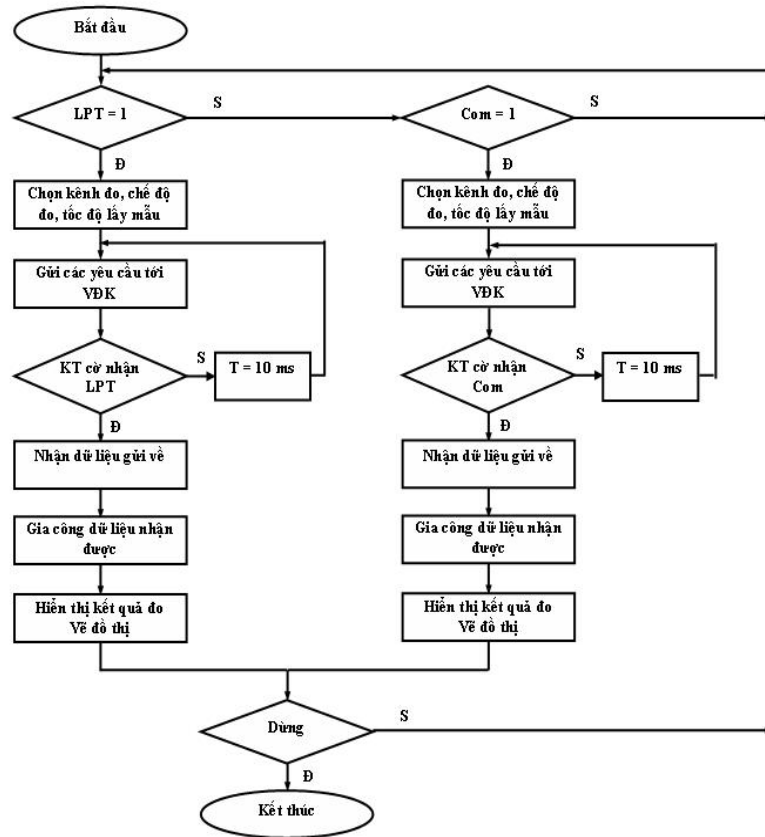 Bắt đầu
LPT = 1
S
Com = 1
S
Đ
Đ
Chọn kênh đo, chế độ
đo, tốc độ lấy mẫu
Chọn kênh đo, chế độ
đo, tốc độ lấy mẫu
Gửi các yêu cầu tới
VĐK
Gửi các yêu cầu tới
VĐK
KT cờ nhận
LPT
S
T = 10 ms
KT cờ nhận
Com
S
T = 10 ms
Đ
Đ
Nhận dữ liệu gửi về
Nhận dữ liệu gửi về
Gia công dữ liệu nhận
được
Gia công dữ liệu nhận
được
Hiển thị kết quả đo
Vẽ đồ thị
Hiển thị kết quả đo
Vẽ đồ thị
Dừng
S
Đ
Kết thúc